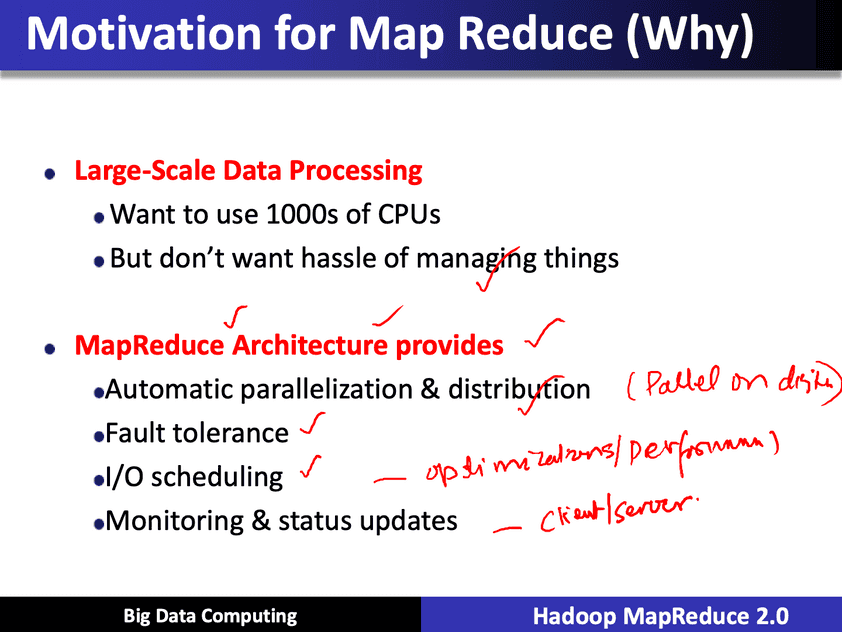 Motivation for Map Reduce (Why)
Large-Scale Data Processing
Want to use 1000s of CPUs
But don’t want hassle of managing things
MapReduce Architecture provides
Automatic parallelization & distribution (Pallel on
Fault tolerance
I/O scheduling — optimizations/performann)
Monitoring & status updates — Client/Server.
Big Data Computing
Hadoop MapReduce 2.0